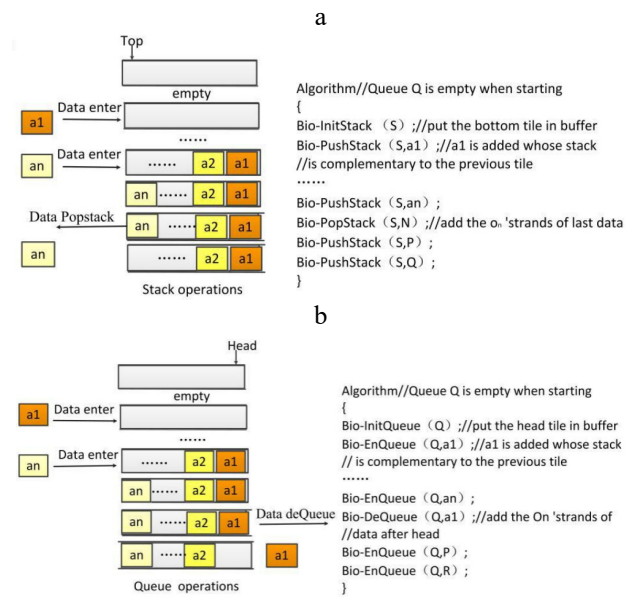 a
Top
empty
a1
Data enter
......
an
Data enter
...... a2 a1
an ...... a2 a1
Data Popstack
an ...... a2 a1
an
...... a2 a1
Stack operations
Algorithm//Queue Q is empty when starting
{
Bio-InitStack （S）;//put the bottom tile in buffer
Bio-PushStack（S,a1）;//a1 is added whose stack
//is complementary to the previous tile
......
Bio-PushStack（S,an）;
Bio-PopStack（S,N）;//add the oₙ 'strands of last data
Bio-PushStack（S,P）;
Bio-PushStack（S,Q）;
}
b
Head
empty
a1
Data enter
......
an
Data enter
...... a2 a1
an ...... a2 a1
an ...... a2 a1
Data deQueue
an ...... a2
a1
Queue operations
Algorithm//Queue Q is empty when starting
{
Bio-InitQueue（Q）;//put the head tile in buffer
Bio-EnQueue（Q,a1）;//a1 is added whose stack
// is complementary to the previous tile
......
Bio-EnQueue（Q,an）;
Bio-DeQueue（Q,a1）;//add the On 'strands of
//data after head
Bio-EnQueue（Q,P）;
Bio-EnQueue（Q,R）;
}